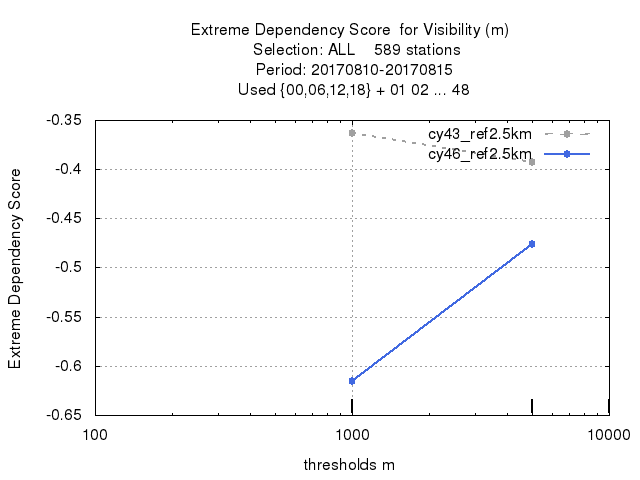 Extreme Dependency Score  for Visibility (m)
Selection: ALL    589 stations
Period: 20170810-20170815
Used {00,06,12,18} + 01 02 ... 48
cy43_ref2.5km
cy46_ref2.5km
Extreme Dependency Score
-0.35
-0.4
-0.45
-0.5
-0.55
-0.6
-0.65
100
1000
10000
thresholds m